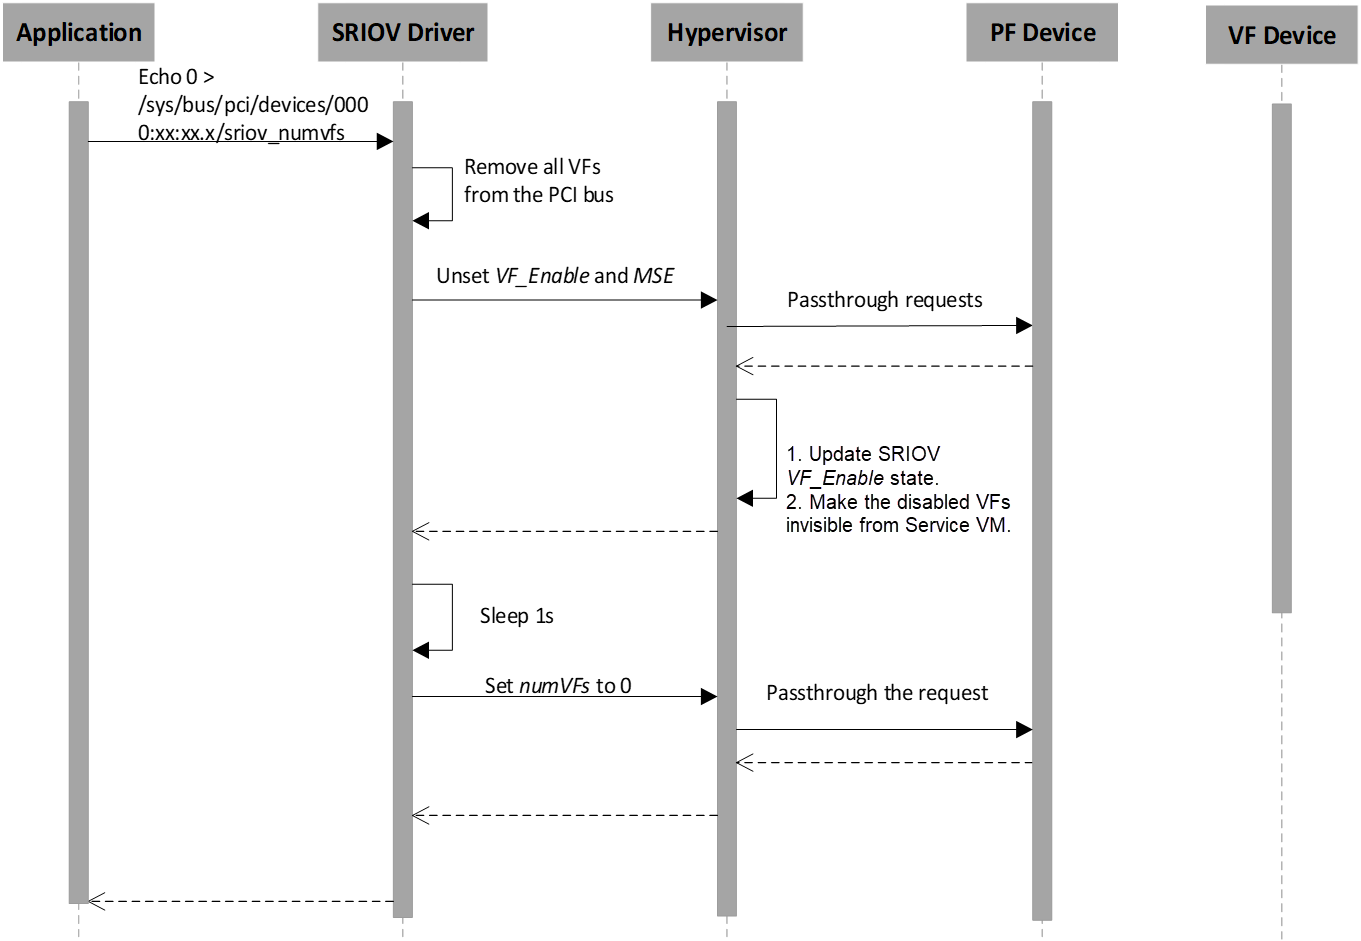 Application
SRIOV Driver
Hypervisor
PF Device
VF Device
Echo 0 >
/sys/bus/pci/devices/000
0:xx:xx.x/sriov_numvfs
Remove all VFs
from the PCI bus
Unset VF_Enable and MSE
Passthrough requests
1. Update SRIOV
VF_Enable state.
2. Make the disabled VFs
invisible from Service VM.
Sleep 1s
Set numVFs to 0
Passthrough the request